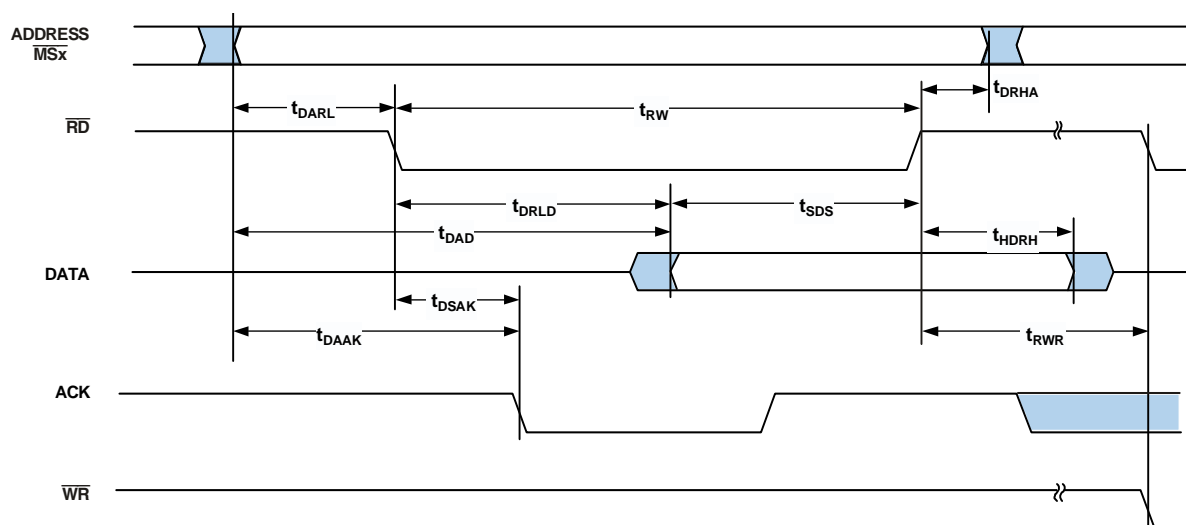 ADDRESS
MSx
tDARL
tRW
tDRHA
RD
tDRLD
tSDS
tDAD
tHDRH
DATA
tDSAK
tDAAK
tRWR
ACK
WR